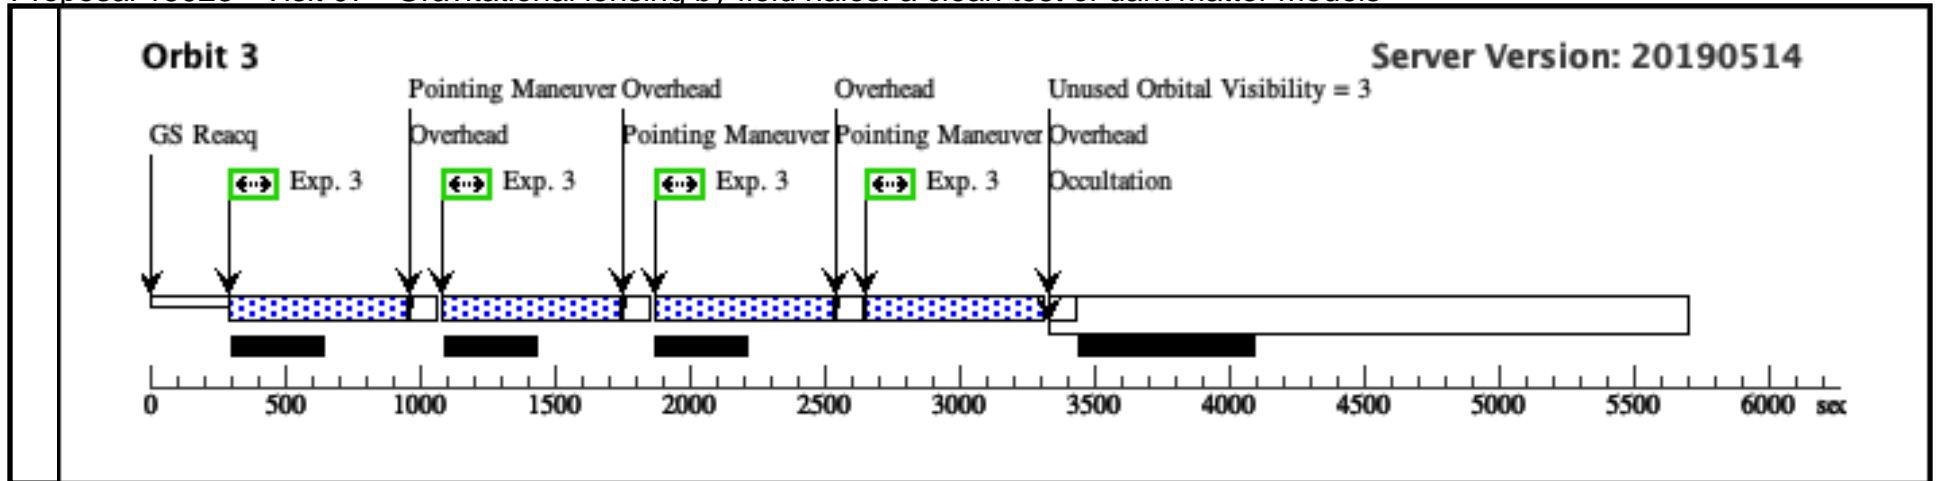 Orbit 3
Server Version: 20190514
Pointing Maneuver Overhead Overhead Unused Orbital Visibility = 3
GS Reacq Overhead Pointing Maneuver Pointing Maneuver Overhead
Exp. 3 Exp. 3 Exp. 3 Exp. 3 Occultation
0 500 1000 1500 2000 2500 3000 3500 4000 4500 5000 5500 6000 sec